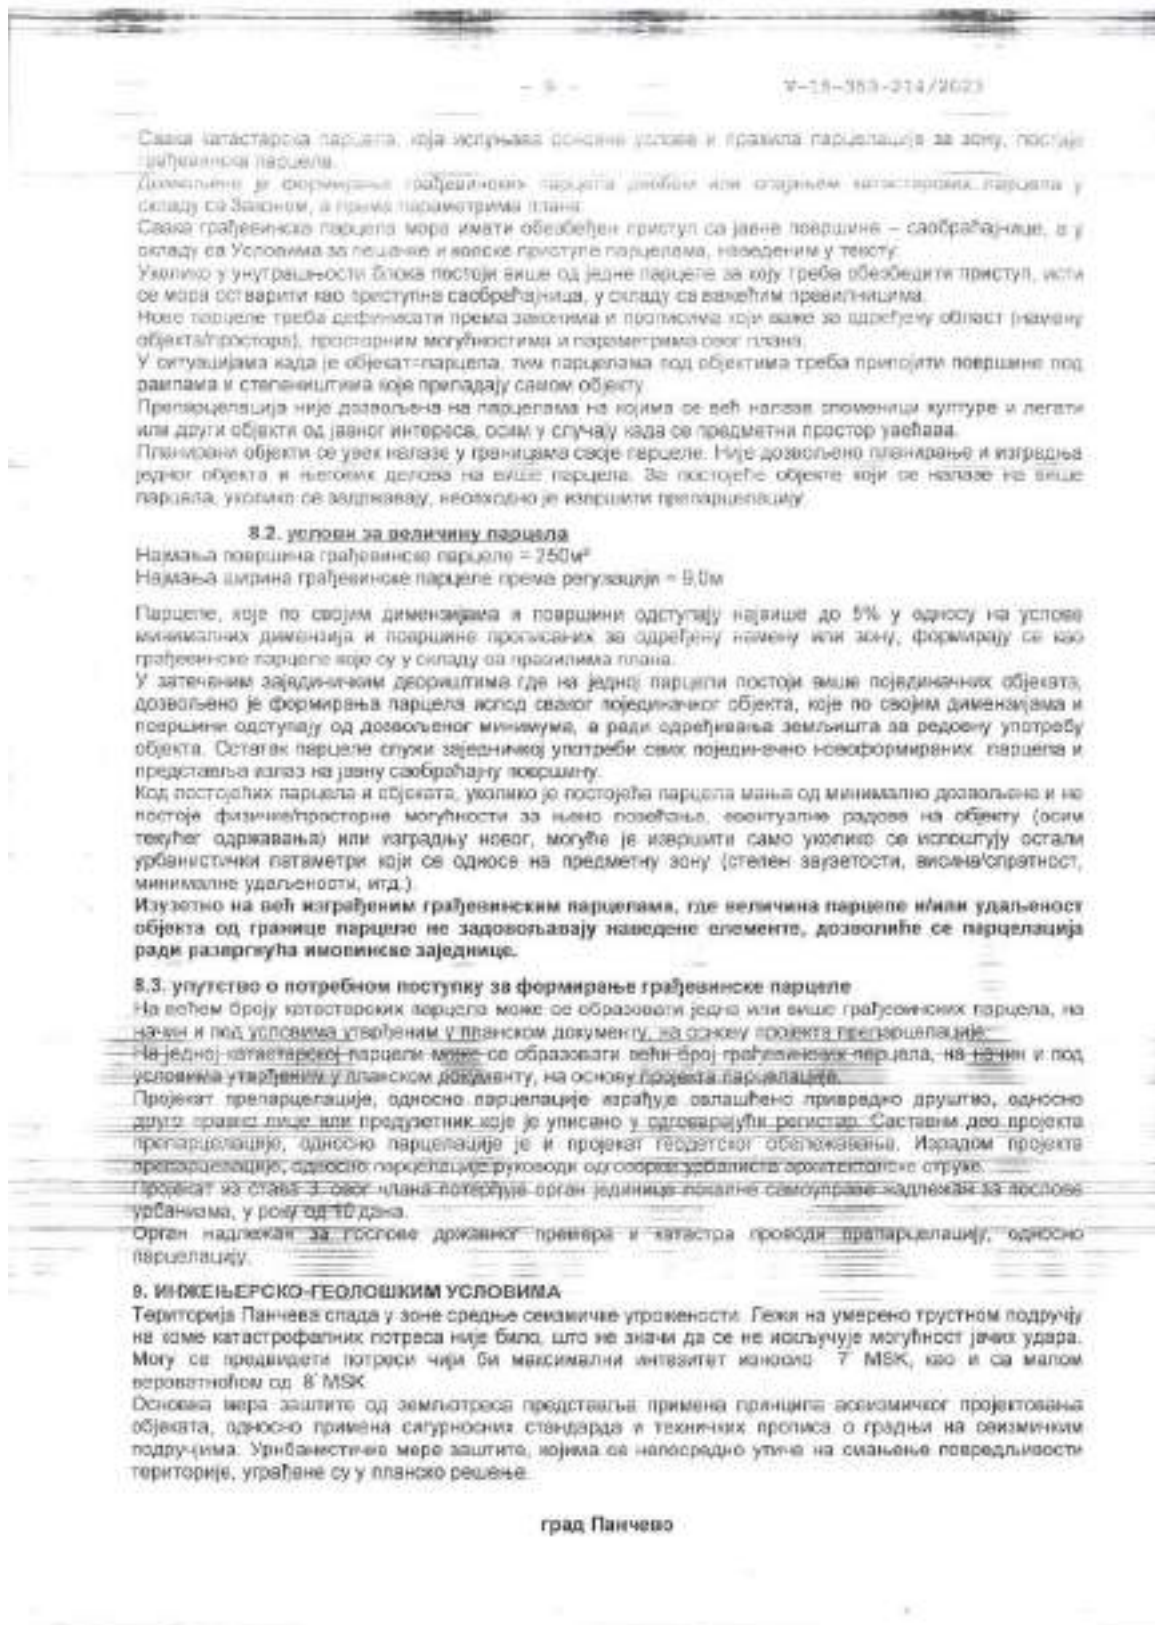 V-15-353-214/2023
Свака катастарска парцела, која испуњава основне услове и правила парцелације за зону, постаје
грађевинска парцела.
Дозвољено је формирање грађевинских парцела деобом или спајањем катастарских парцела у
складу са Законом, а према параметрима плана.
Свака грађевинска парцела мора имати обезбеђен приступ са јавне површине – саобраћајнице, а у
складу са Условима за пешачке и колске приступе парцелама, наведеним у тексту.
Уколико у унутрашњости блока постоји више од једне парцеле за коју треба обезбедити приступ, исти
се мора остварити као приступна саобраћајница, у складу са важећим правилницима.
Нове парцеле треба дефинисати према законима и прописима који важе за одређену област (намену
објекта/простора), просторним могућностима и параметрима овог плана.
У ситуацијама када је објекат=парцела, тим парцелама под објектима треба припојити површине под
рампама и степеништима које припадају самом објекту.
Препарцелација није дозвољена на парцелама на којима се већ налазе споменици културе и легати
или други објекти од јавног интереса, осим у случају када се предметни простор увећава.
Планирани објекти се увек налазе у границама своје парцеле. Није дозвољено планирање и изградња
једног објекта и његових делова на више парцела. За постојеће објекте који се налазе на више
парцела, уколико се задржавају, неопходно је извршити препарцелацију.
8.2. услови за величину парцела
Најмања површина грађевинске парцеле = 250м²
Најмања ширина грађевинске парцеле према регулацији = 9,0м
Парцеле, које по својим димензијама и површини одступају највише до 5% у односу на услове
минималних димензија и површине прописаних за одређену намену или зону, формирају се као
грађевинске парцеле које су у складу са правилима плана.
У затеченим заједничким двориштима где на једној парцели постоји више појединачних објеката,
дозвољено је формирања парцела испод сваког појединачног објекта, које по својим димензијама и
површини одступају од дозвољеног минимума, а ради одређивања земљишта за редовну употребу
објекта. Остатак парцеле служи заједничкој употреби свих појединачно новоформираних парцела и
представља излаз на јавну саобраћајну површину.
Код постојећих парцела и објеката, уколико је постојећа парцела мања од минимално дозвољене и не
постоје физичке/просторне могућности за њено повећање, евентуалне радове на објекту (осим
текућег одржавања) или изградњу новог, могуће је извршити само уколико се испоштују остали
урбанистички патаметри који се односе на предметну зону (степен заузетости, висина/спратност,
минималне удаљености, итд.).
Изузетно на већ изграђеним грађевинским парцелама, где величина парцеле и/или удаљеност
објекта од границе парцеле не задовољавају наведене елементе, дозволиће се парцелација
ради развргнућа имовинске заједнице.
8.3. упутство о потребном поступку за формирање грађевинске парцеле
На већем броју катастарских парцела може се образовати једна или више грађевинских парцела, на
начин и под условима утврђеним у планском документу, на основу пројекта препарцелације.
На једној катастарској парцели може се образовати већи број грађевинских парцела, на начин и под
условима утврђеним у планском документу, на основу пројекта парцелације.
Пројекат препарцелације, односно парцелације израђује овлашћено привредно друштво, односно
друго правно лице или предузетник које је уписано у одговарајући регистар. Саставни део пројекта
препарцелације, односно парцелације је и пројекат геодетског обележавања. Израдом пројекта
препарцелације, односно парцелације руководи одговорни урбаниста архитектонске струке.
Пројекат из става 3. овог члана потврђује орган јединице локалне самоуправе надлежан за послове
урбанизма, у року од 10 дана.
Орган надлежан за послове државног премера и катастра проводи препарцелацију, односно
парцелацију.
9. ИНЖЕЊЕРСКО-ГЕОЛОШКИМ УСЛОВИМА
Територија Панчева спада у зоне средње сеизмичке угрожености. Лежи на умерено трусном подручју
на коме катастрофалних потреса није било, што не значи да се не искључује могућност јачих удара.
Могу се предвидети потреси чији би максимални интезитет износио 7˚ MSK, као и са малом
вероватноћом од 8˚ MSK
Основна мера заштите од земљотреса представља примена принципа асеизмичког пројектовања
објеката, односно примена сигурносних стандарда и техничких прописа о градњи на сеизмичким
подручјима. Урнбанистичке мере заштите, којима се непосредно утиче на смањење повредљивости
територије, уграђене су у планско решење.
град Панчево